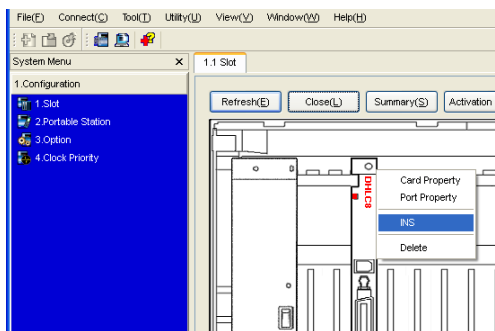 File(F) Connect(C) Tool(T) Utility(U) View(V) Window(W) Help(H)
System Menu
1.1 Slot
1.Configuration
1.Slot
2.Portable Station
3.Option
4.Clock Priority
Refresh(E) Close(L) Summary(S) Activation
DHLC8
Card Property
Port Property
INS
Delete